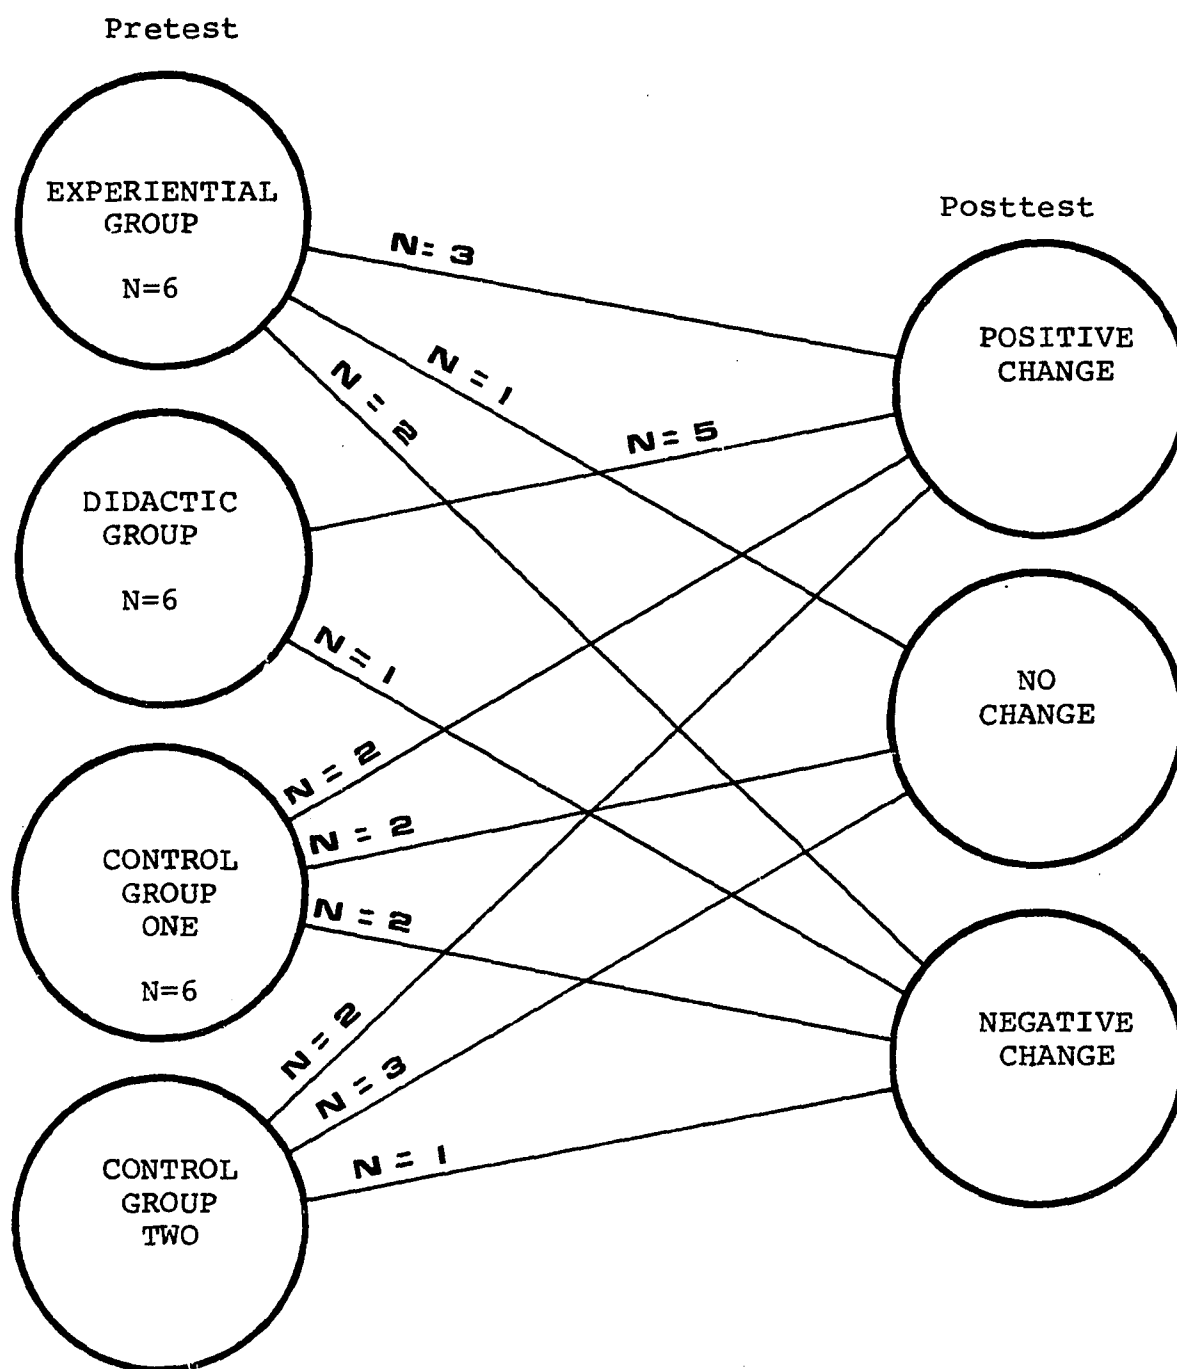 Pretest
EXPERIENTIAL
GROUP
N=6
DIDACTIC
GROUP
N=6
CONTROL
GROUP
ONE
N=6
CONTROL
GROUP
TWO
N= 3
N= 1
N= 2
N= 5
N= 1
N= 2
N= 2
N= 2
N= 2
N= 3
N= 1
Posttest
POSITIVE
CHANGE
NO
CHANGE
NEGATIVE
CHANGE